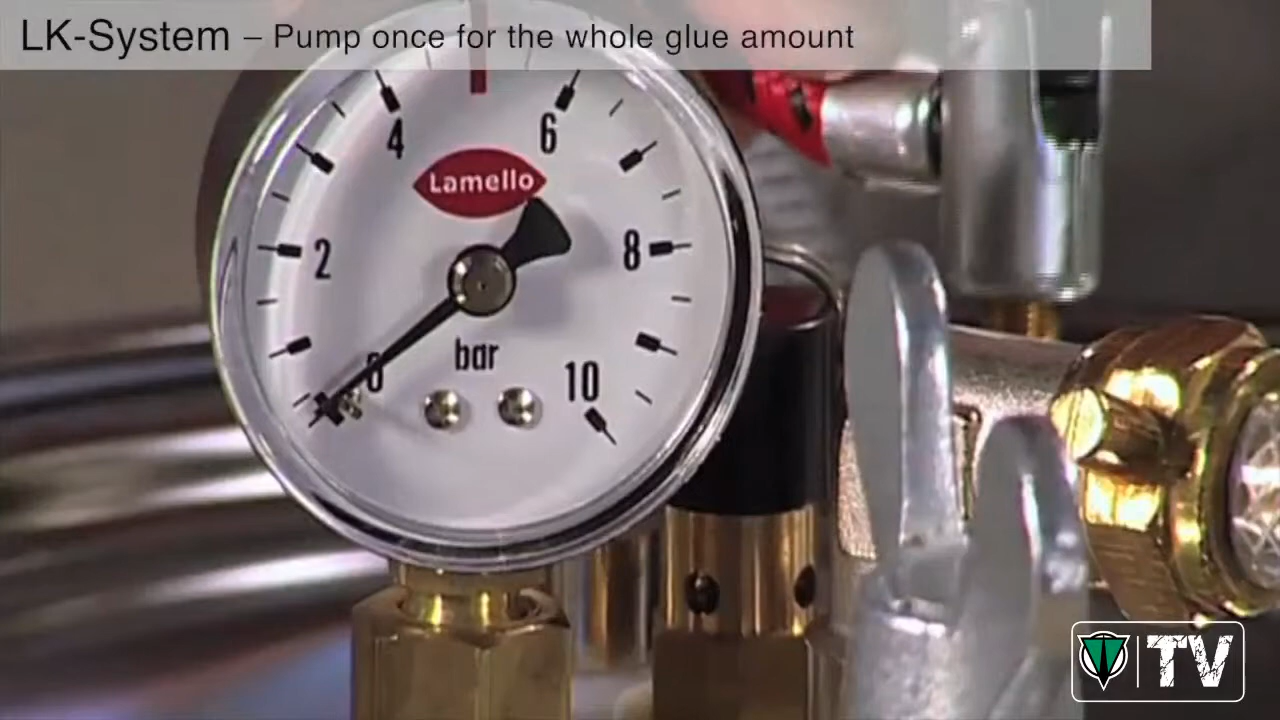 LK-System – Pump once for the whole glue amount
4
6
Lamello
2
8
bar
0
10
TV